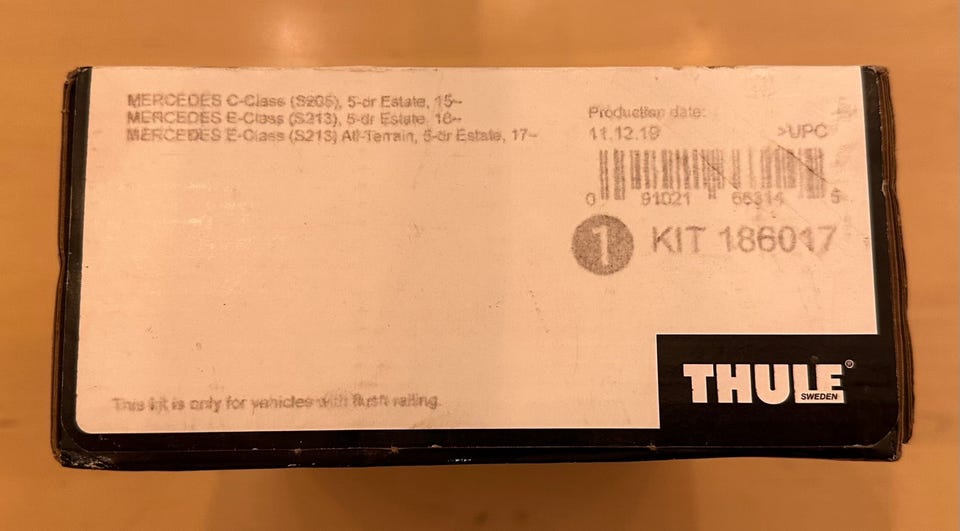 MERCEDES C-Class (S205), 5-dr Estate, 15–
MERCEDES E-Class (S213), 5-dr Estate, 16–
MERCEDES E-Class (S213) All-Terrain, 5-dr Estate, 17–
Production date:
11.12.19 >UPC
0 91021 65314 5
1 KIT 186017
This kit is only for vehicles with flush railing.
THULE®
SWEDEN